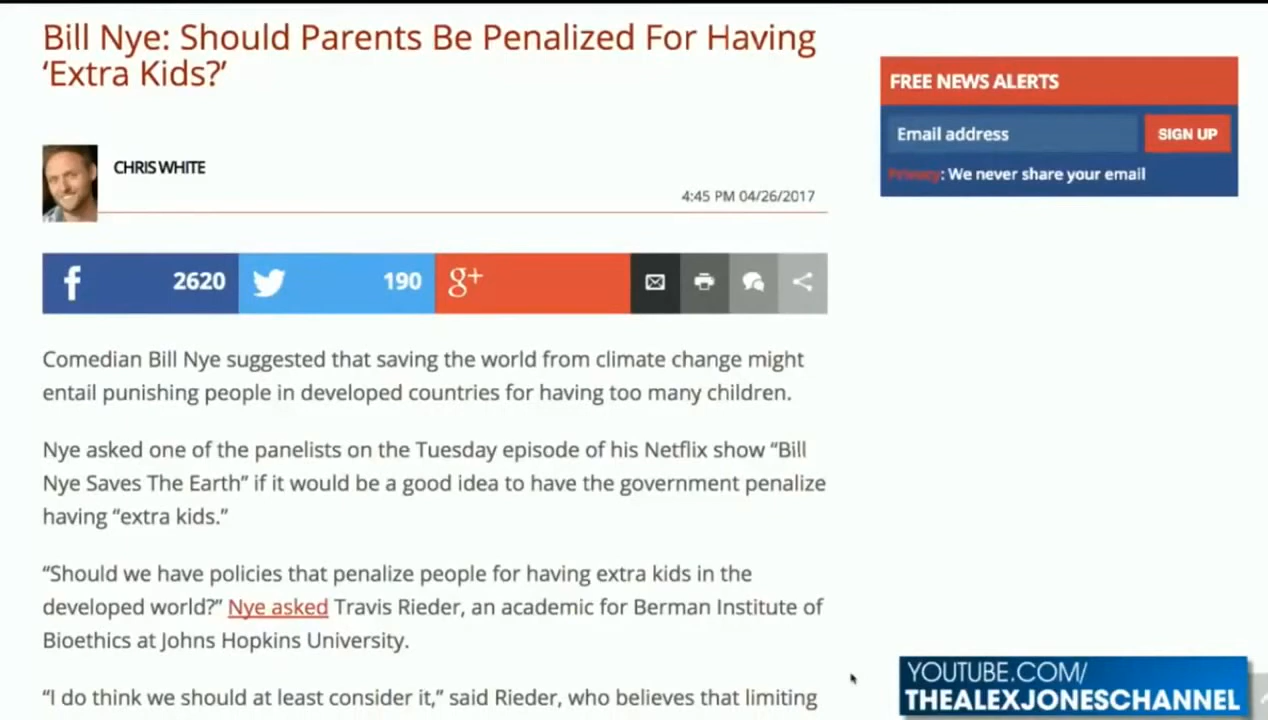 Bill Nye: Should Parents Be Penalized For Having
‘Extra Kids?’
FREE NEWS ALERTS
Email address
SIGN UP
Privacy: We never share your email
CHRIS WHITE
4:45 PM 04/26/2017
f 2620
190
g+
Comedian Bill Nye suggested that saving the world from climate change might
entail punishing people in developed countries for having too many children.
Nye asked one of the panelists on the Tuesday episode of his Netflix show “Bill
Nye Saves The Earth” if it would be a good idea to have the government penalize
having “extra kids.”
“Should we have policies that penalize people for having extra kids in the
developed world?” Nye asked Travis Rieder, an academic for Berman Institute of
Bioethics at Johns Hopkins University.
“I do think we should at least consider it,” said Rieder, who believes that limiting
YOUTUBE.COM/
THEALEXJONESCHANNEL